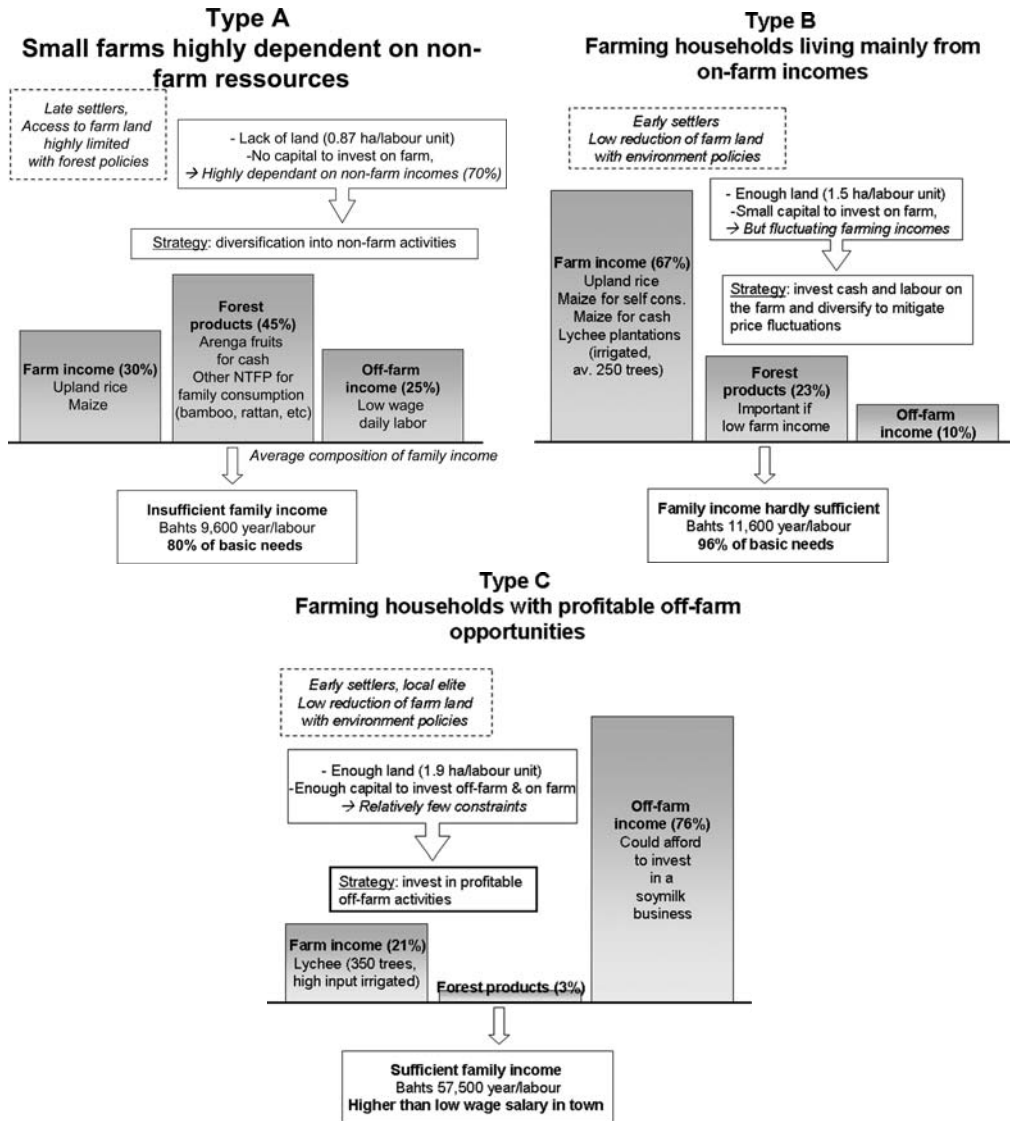 Type A
Small farms highly dependent on non-
farm ressources
Late settlers,
Access to farm land
highly limited
with forest policies
- Lack of land (0.87 ha/labour unit)
-No capital to invest on farm,
→ Highly dependant on non-farm incomes (70%)
Strategy: diversification into non-farm activities
Farm income (30%)
Upland rice
Maize
Forest
products (45%)
Arenga fruits
for cash
Other NTFP for
family consumption
(bamboo, rattan, etc)
Off-farm
income (25%)
Low wage
daily labor
Average composition of family income
Insufficient family income
Bahts 9,600 year/labour
80% of basic needs
Type B
Farming households living mainly from
on-farm incomes
Early settlers
Low reduction of farm land
with environment policies
- Enough land (1.5 ha/labour unit)
-Small capital to invest on farm,
→ But fluctuating farming incomes
Strategy: invest cash and labour on
the farm and diversify to mitigate
price fluctuations
Farm income (67%)
Upland rice
Maize for self cons.
Maize for cash
Lychee plantations
(irrigated,
av. 250 trees)
Forest
products (23%)
Important if
low farm income
Off-farm
income (10%)
Family income hardly sufficient
Bahts 11,600 year/labour
96% of basic needs
Type C
Farming households with profitable off-farm
opportunities
Early settlers, local elite
Low reduction of farm land
with environment policies
- Enough land (1.9 ha/labour unit)
-Enough capital to invest off-farm & on farm
→ Relatively few constraints
Strategy: invest in profitable
off-farm activities
Farm income (21%)
Lychee (350 trees,
high input irrigated)
Forest products (3%)
Off-farm
income (76%)
Could afford
to invest
in a
soymilk
business
Sufficient family income
Bahts 57,500 year/labour
Higher than low wage salary in town